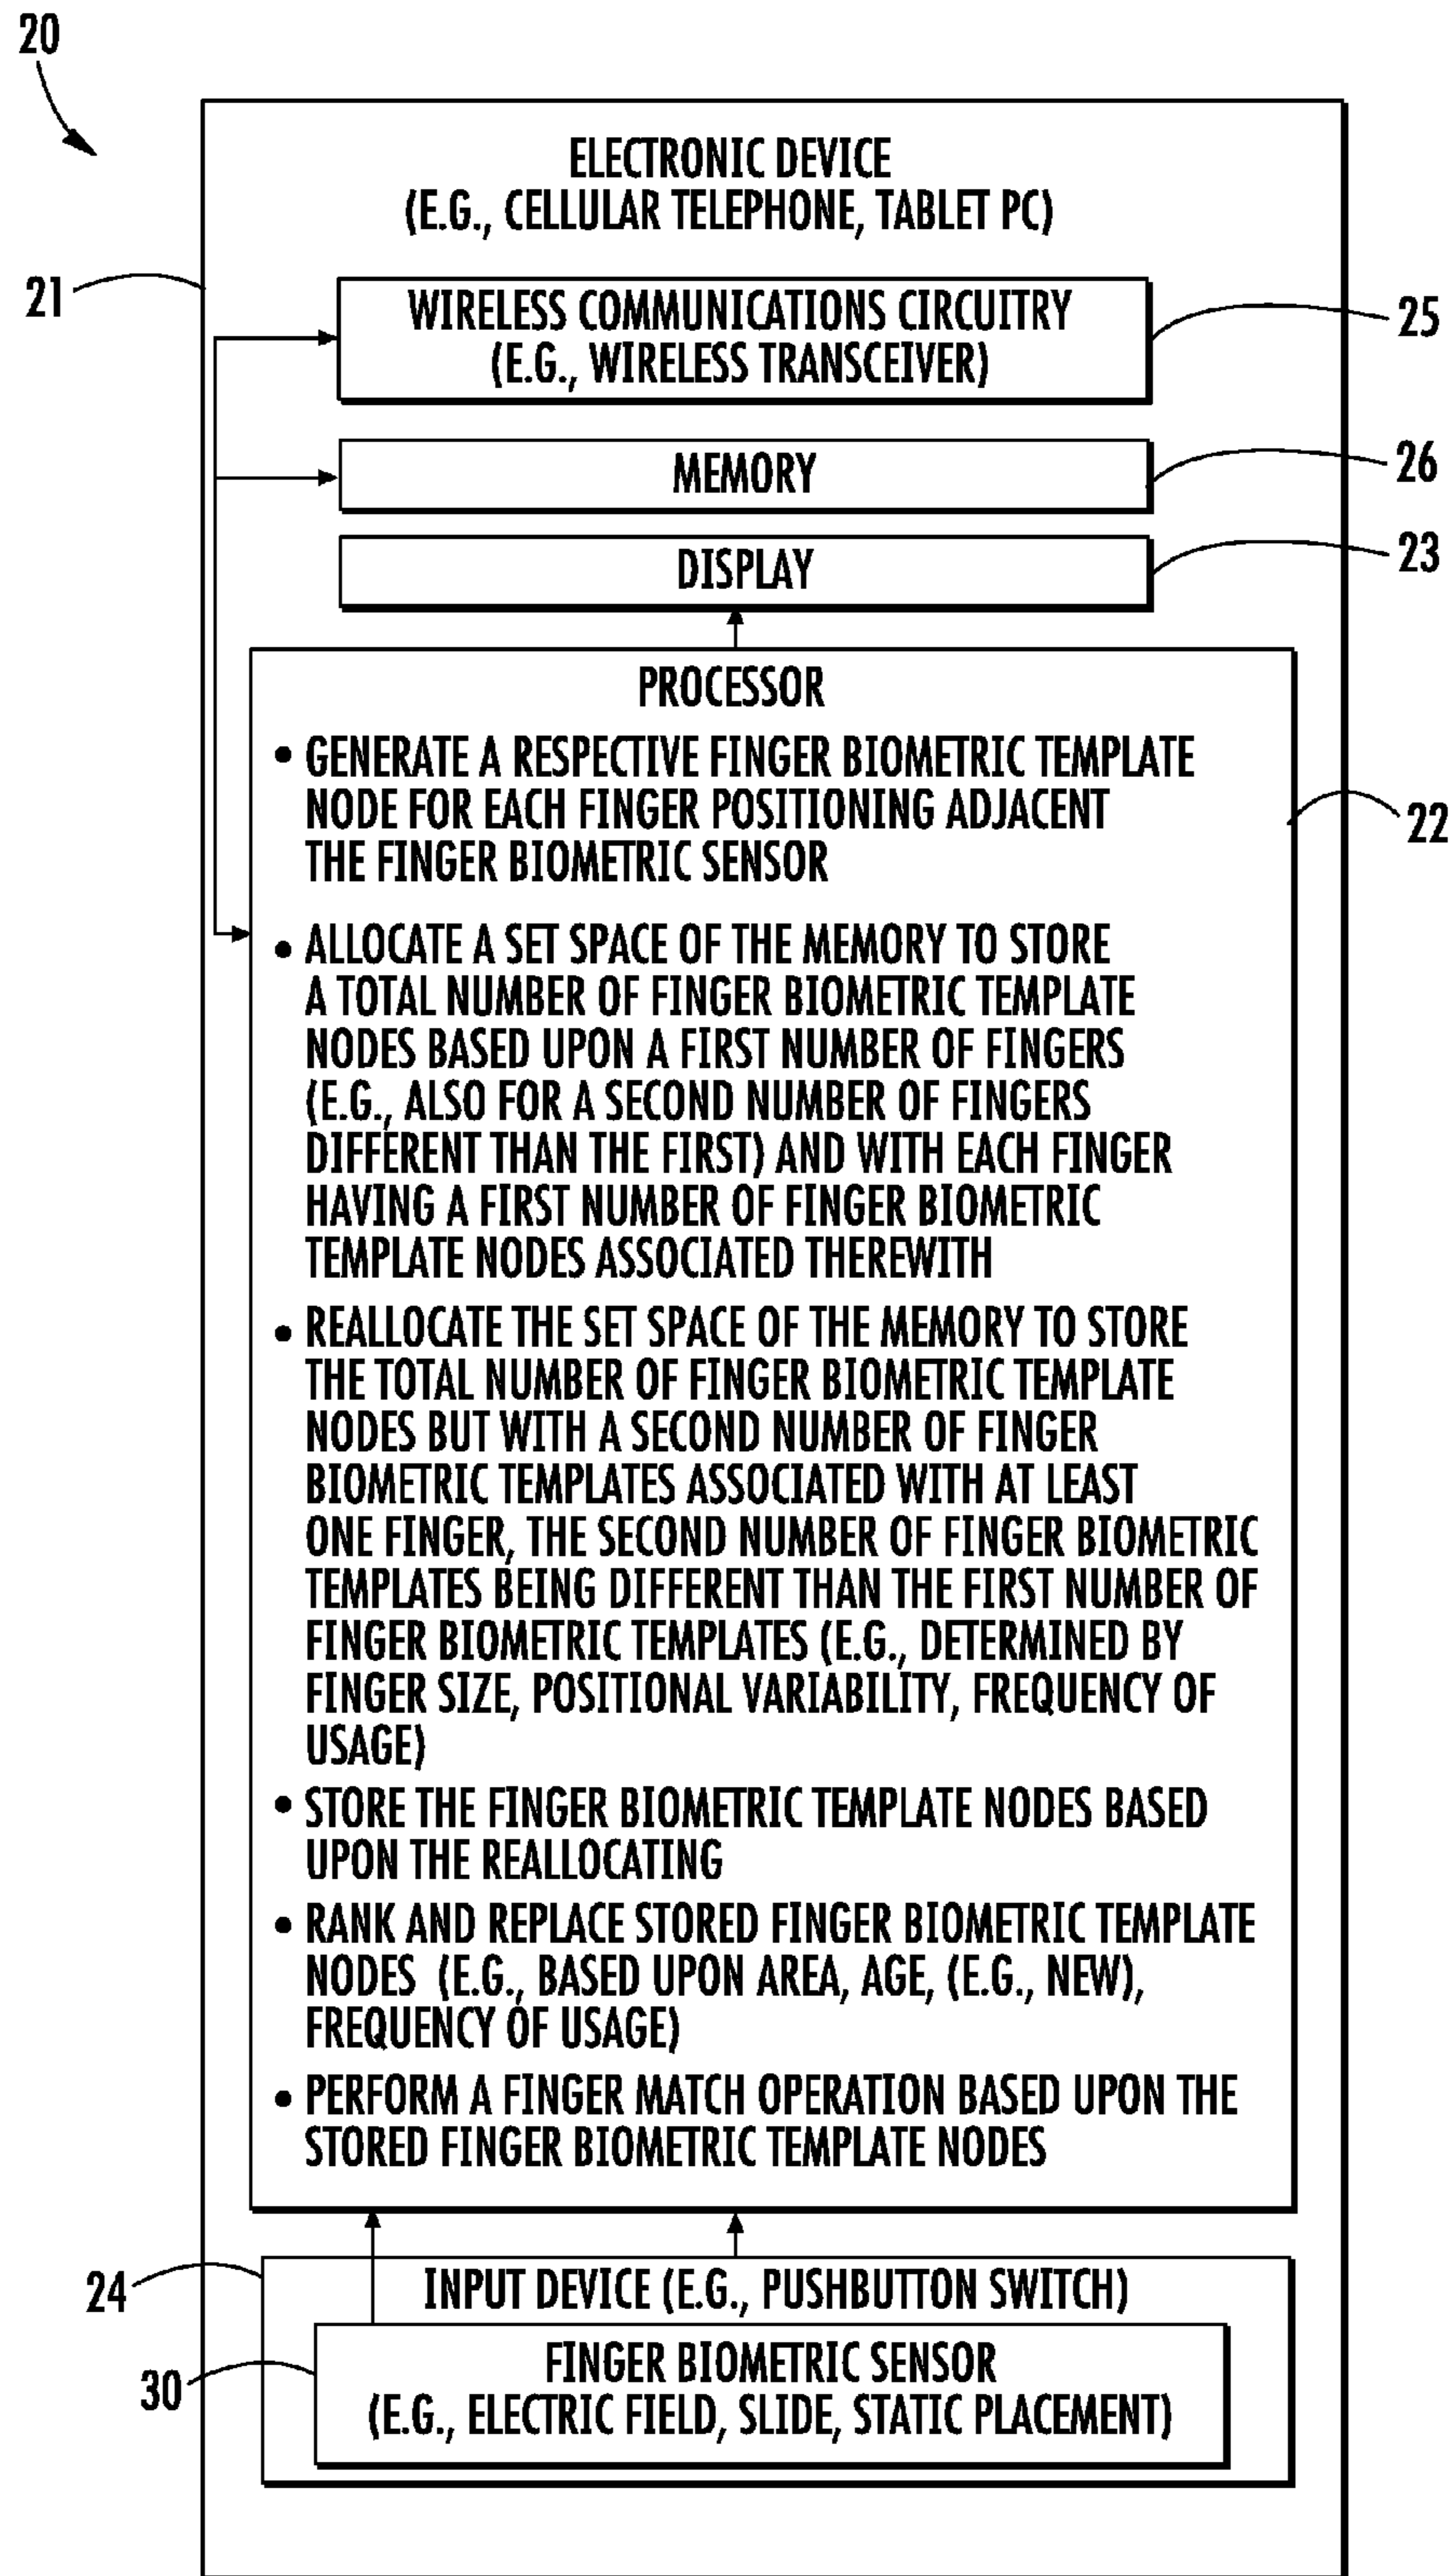 20
ELECTRONIC DEVICE
(E.G., CELLULAR TELEPHONE, TABLET PC)
21
WIRELESS COMMUNICATIONS CIRCUITRY
(E.G., WIRELESS TRANSCEIVER)
25
MEMORY
26
DISPLAY
23
PROCESSOR
• GENERATE A RESPECTIVE FINGER BIOMETRIC TEMPLATE
NODE FOR EACH FINGER POSITIONING ADJACENT
THE FINGER BIOMETRIC SENSOR
22
• ALLOCATE A SET SPACE OF THE MEMORY TO STORE
A TOTAL NUMBER OF FINGER BIOMETRIC TEMPLATE
NODES BASED UPON A FIRST NUMBER OF FINGERS
(E.G., ALSO FOR A SECOND NUMBER OF FINGERS
DIFFERENT THAN THE FIRST) AND WITH EACH FINGER
HAVING A FIRST NUMBER OF FINGER BIOMETRIC
TEMPLATE NODES ASSOCIATED THEREWITH
• REALLOCATE THE SET SPACE OF THE MEMORY TO STORE
THE TOTAL NUMBER OF FINGER BIOMETRIC TEMPLATE
NODES BUT WITH A SECOND NUMBER OF FINGER
BIOMETRIC TEMPLATES ASSOCIATED WITH AT LEAST
ONE FINGER, THE SECOND NUMBER OF FINGER BIOMETRIC
TEMPLATES BEING DIFFERENT THAN THE FIRST NUMBER OF
FINGER BIOMETRIC TEMPLATES (E.G., DETERMINED BY
FINGER SIZE, POSITIONAL VARIABILITY, FREQUENCY OF
USAGE)
• STORE THE FINGER BIOMETRIC TEMPLATE NODES BASED
UPON THE REALLOCATING
• RANK AND REPLACE STORED FINGER BIOMETRIC TEMPLATE
NODES (E.G., BASED UPON AREA, AGE, (E.G., NEW),
FREQUENCY OF USAGE)
• PERFORM A FINGER MATCH OPERATION BASED UPON THE
STORED FINGER BIOMETRIC TEMPLATE NODES
24
INPUT DEVICE (E.G., PUSHBUTTON SWITCH)
30
FINGER BIOMETRIC SENSOR
(E.G., ELECTRIC FIELD, SLIDE, STATIC PLACEMENT)